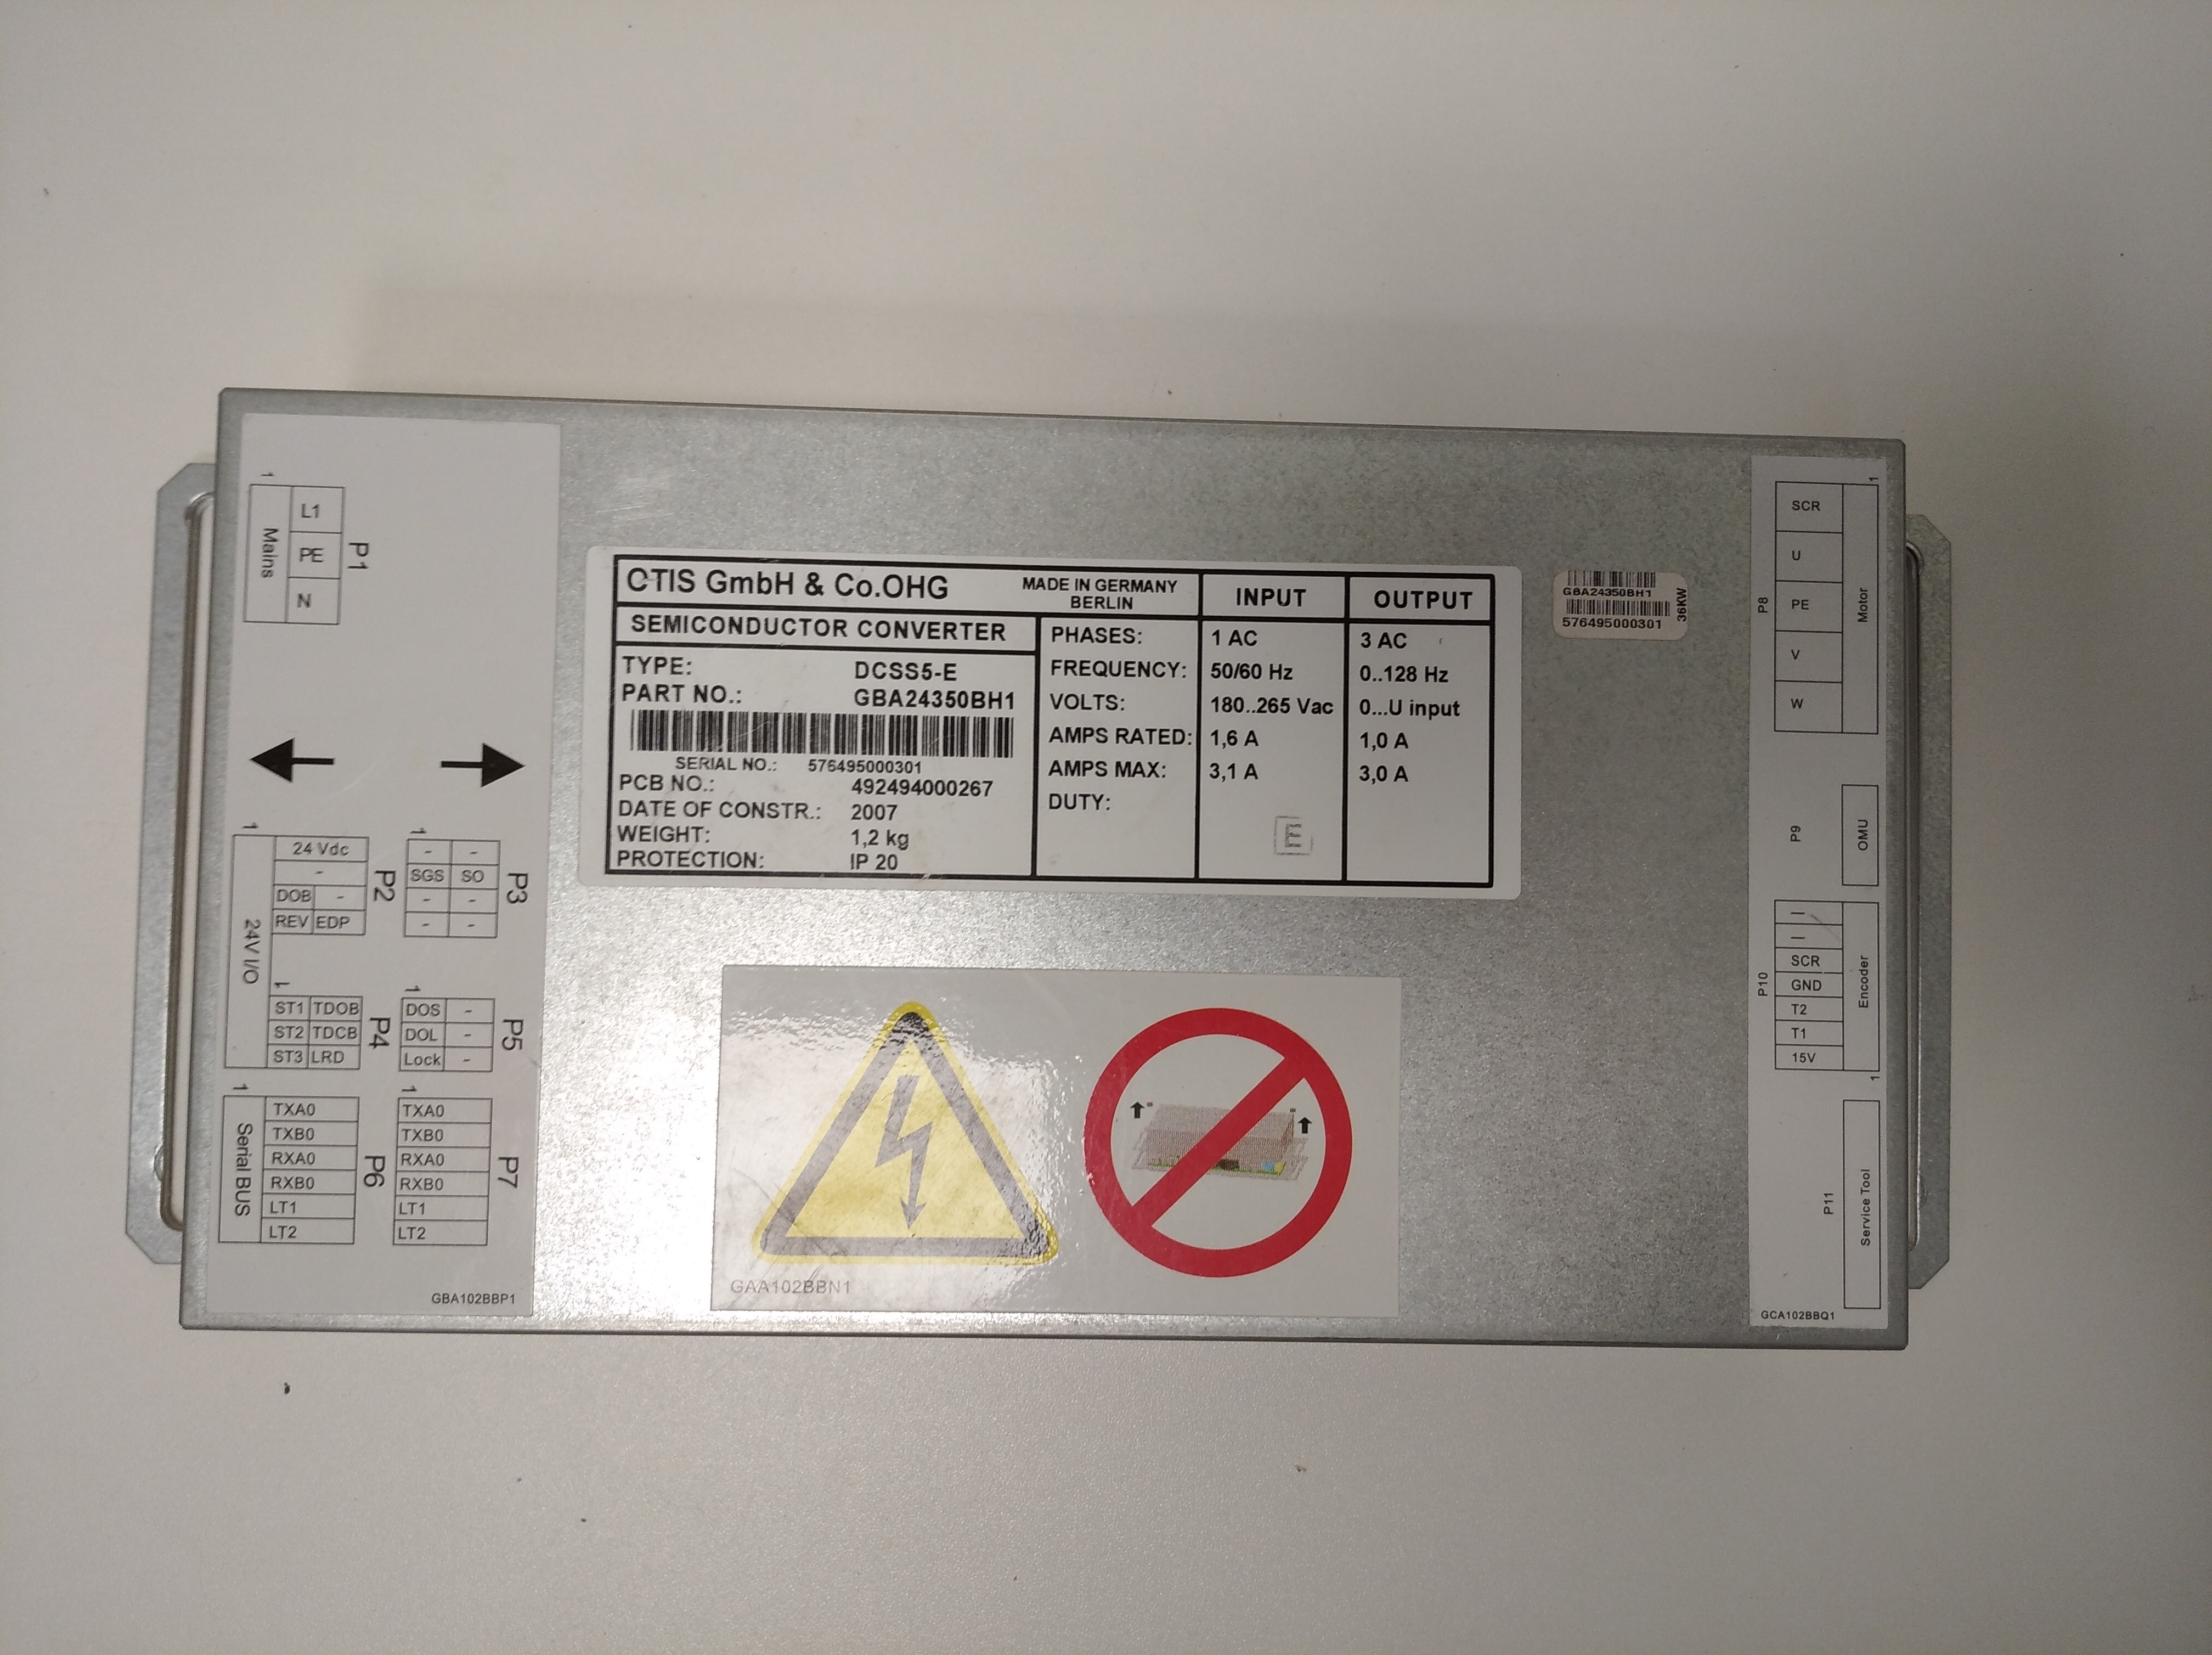 1
L1
PE
N
Mains
P1
1
24 Vdc
-
DOB -
REV EDP
24V I/O
P2
1
- -
SGS SO
- -
- -
P3
1
ST1 TDOB
ST2 TDCB
ST3 LRD
P4
1
DOS -
DOL -
Lock -
P5
1
TXA0
TXB0
RXA0
RXB0
LT1
LT2
Serial BUS
P6
1
TXA0
TXB0
RXA0
RXB0
LT1
LT2
P7
GBA102BBP1
OTIS GmbH & Co.OHG
MADE IN GERMANY
BERLIN
INPUT
OUTPUT
SEMICONDUCTOR CONVERTER
TYPE: DCSS5-E
PART NO.: GBA24350BH1
SERIAL NO.: 576495000301
PCB NO.: 492494000267
DATE OF CONSTR.: 2007
WEIGHT: 1,2 kg
PROTECTION: IP 20
PHASES: 1 AC 3 AC
FREQUENCY: 50/60 Hz 0..128 Hz
VOLTS: 180..265 Vac 0...U input
AMPS RATED: 1,6 A 1,0 A
AMPS MAX: 3,1 A 3,0 A
DUTY:
E
GBA24350BH1
576495000301
36KW
GAA102BBN1
1
SCR
U
PE
V
W
Motor
P8
P9
OMU
—
—
SCR
GND
T2
T1
15V
Encoder
P10
1
P11
Service Tool
GCA102BBQ1